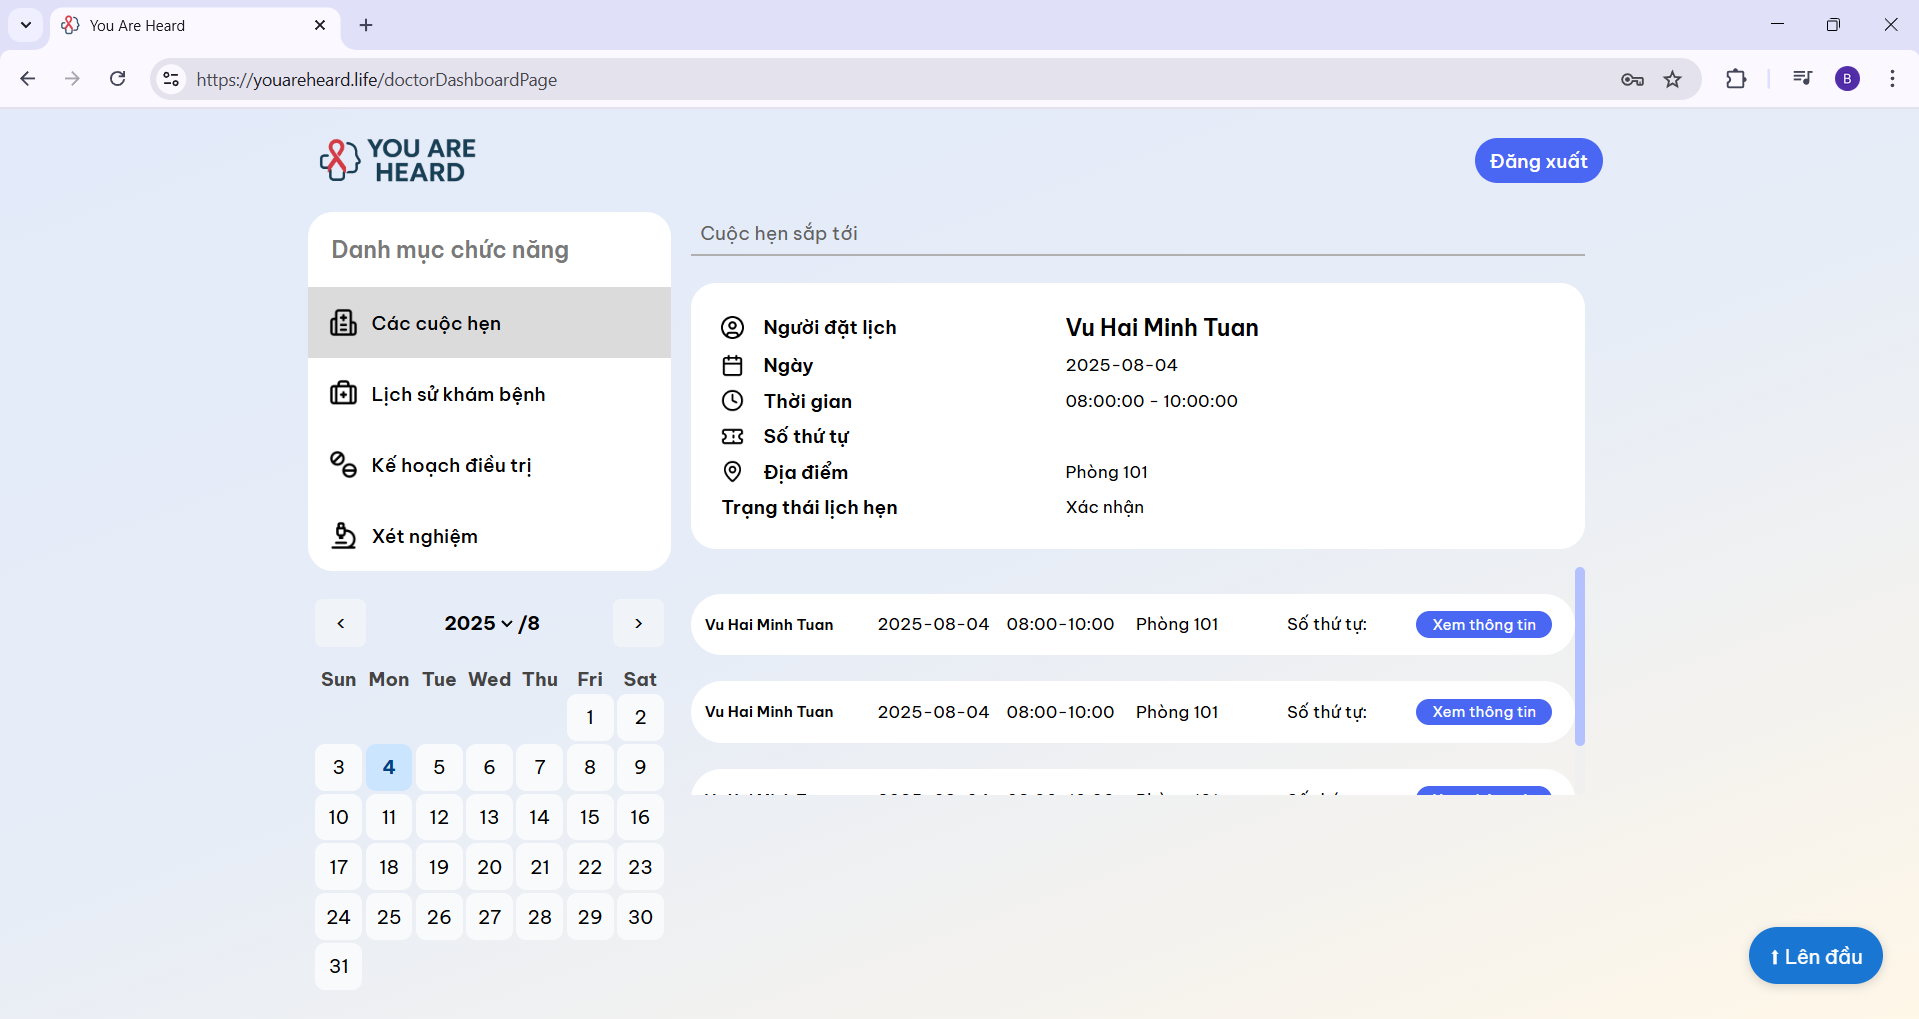 You Are Heard
https://youareheard.life/doctorDashboardPage
B
YOU ARE
HEARD
Đăng xuất
Danh mục chức năng
Các cuộc hẹn
Lịch sử khám bệnh
Kế hoạch điều trị
Xét nghiệm
< 2025 /8 >
Sun Mon Tue Wed Thu Fri Sat
1 2
3 4 5 6 7 8 9
10 11 12 13 14 15 16
17 18 19 20 21 22 23
24 25 26 27 28 29 30
31
Cuộc hẹn sắp tới
Người đặt lịch Vu Hai Minh Tuan
Ngày 2025-08-04
Thời gian 08:00:00 - 10:00:00
Số thứ tự
Địa điểm Phòng 101
Trạng thái lịch hẹn Xác nhận
Vu Hai Minh Tuan 2025-08-04 08:00-10:00 Phòng 101 Số thứ tự: Xem thông tin
Vu Hai Minh Tuan 2025-08-04 08:00-10:00 Phòng 101 Số thứ tự: Xem thông tin
Lên đầu